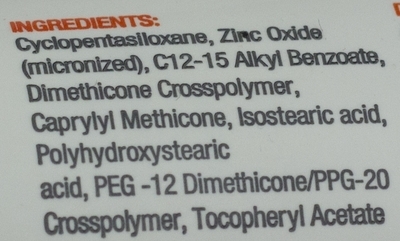 INGREDIENTS:
Cyclopentasiloxane, Zinc Oxide
(micronized), C12-15 Alkyl Benzoate,
Dimethicone Crosspolymer,
Caprylyl Methicone, Isostearic acid,
Polyhydroxystearic
acid, PEG -12 Dimethicone/PPG-20
Crosspolymer, Tocopheryl Acetate